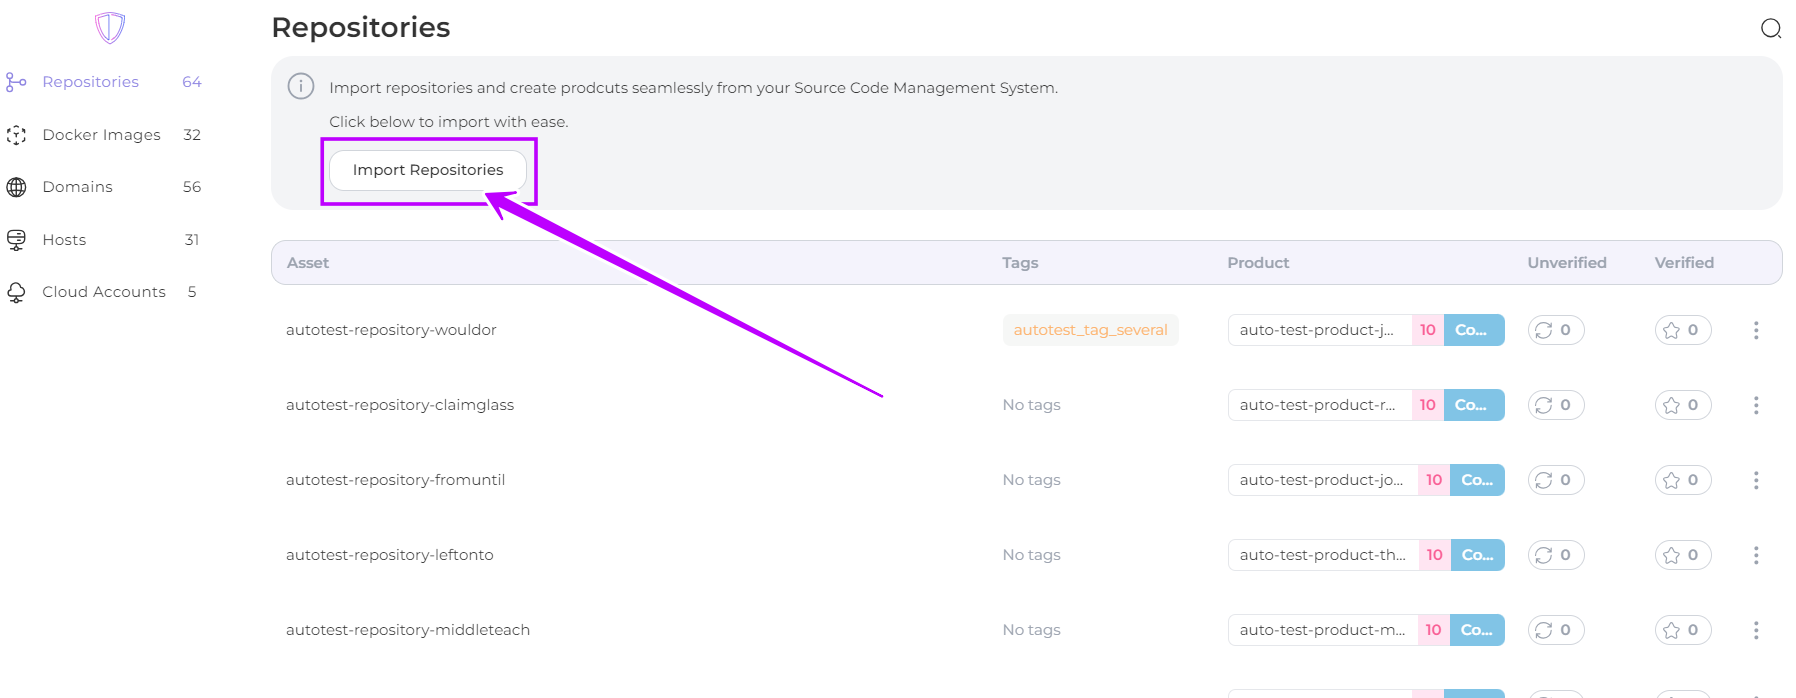 Repositories
Repositories 64
Docker Images 32
Domains 56
Hosts 31
Cloud Accounts 5
Import repositories and create prodcuts seamlessly from your Source Code Management System.
Click below to import with ease.
Import Repositories
Asset Tags Product Unverified Verified
autotest-repository-wouldor autotest_tag_several auto-test-product-j... 10 Co... 0 0
autotest-repository-claimglass No tags auto-test-product-r... 10 Co... 0 0
autotest-repository-fromuntil No tags auto-test-product-jo... 10 Co... 0 0
autotest-repository-leftonto No tags auto-test-product-th... 10 Co... 0 0
autotest-repository-middleteach No tags auto-test-product-m... 10 Co... 0 0